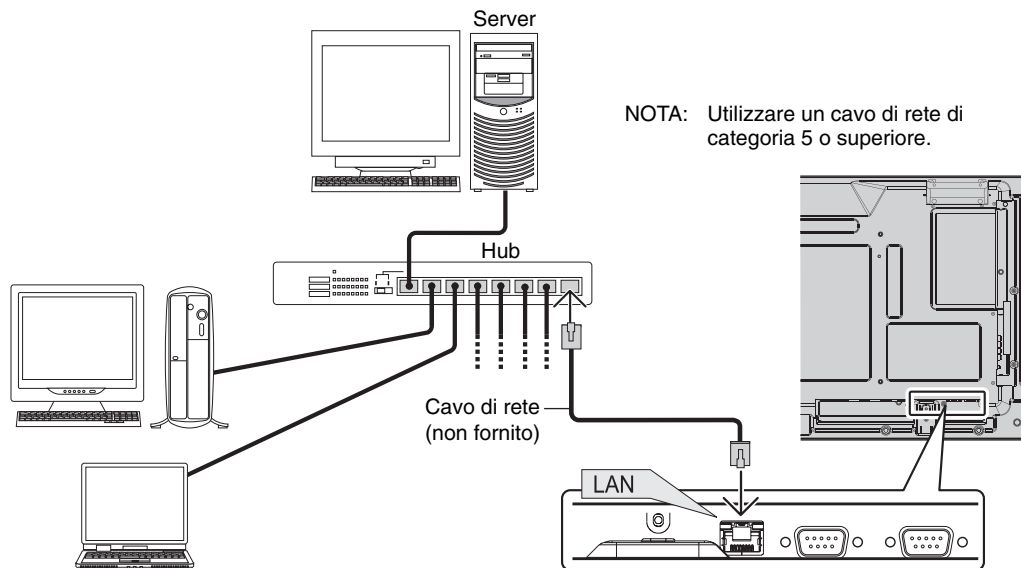 Server
NOTA: Utilizzare un cavo di rete di
categoria 5 o superiore.
Hub
Cavo di rete
(non fornito)
LAN